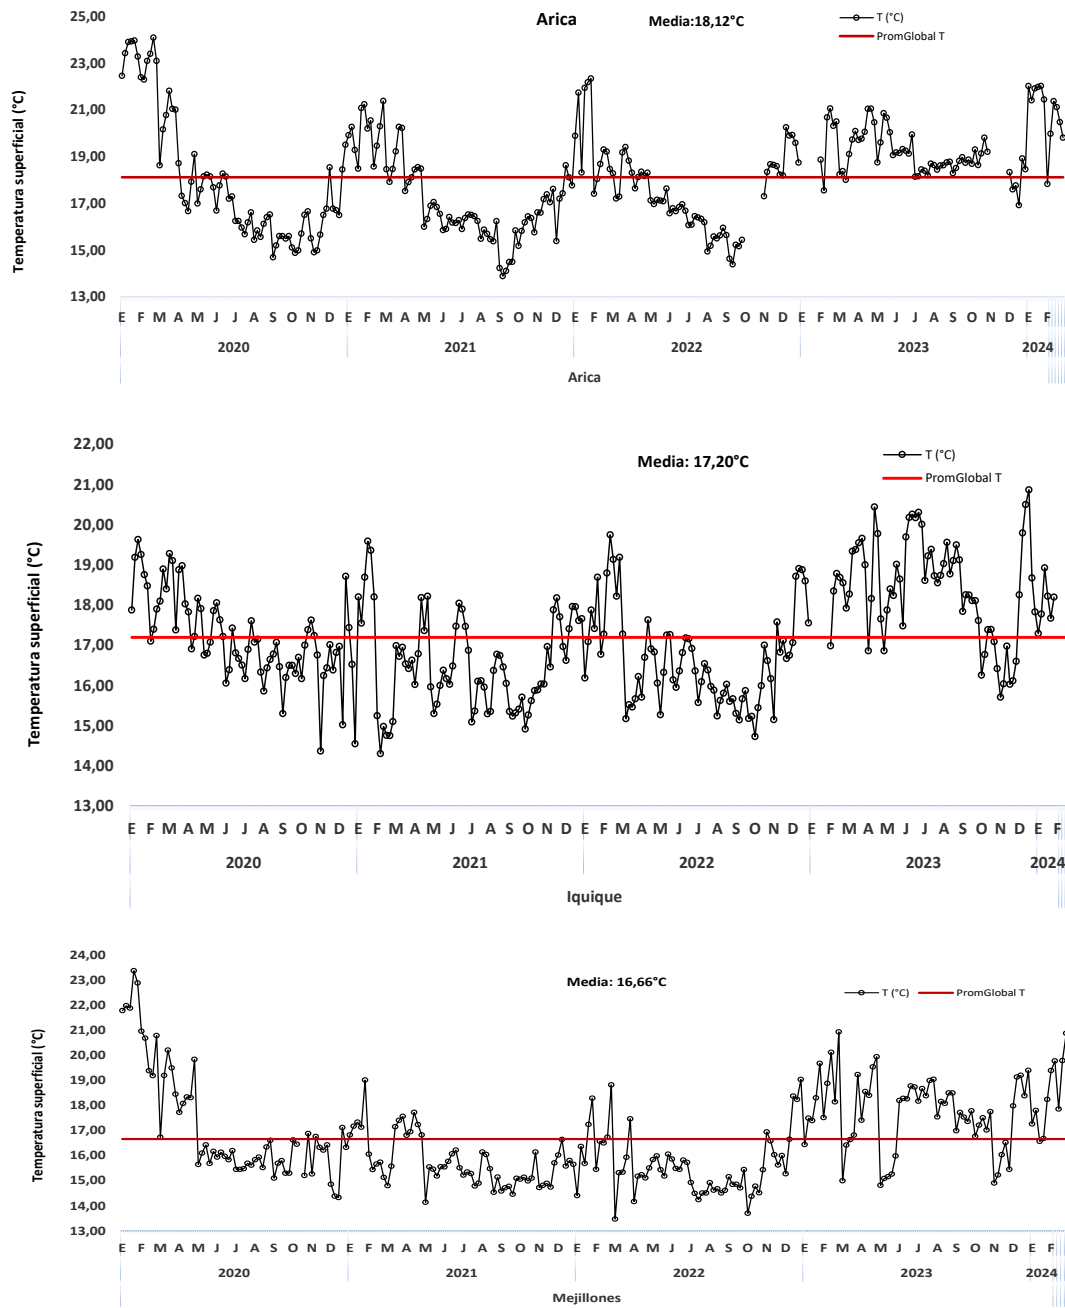 Arica
Media:18,12°C
T (°C)
PromGlobal T
Temperatura superficial (°C)
25,00
23,00
21,00
19,00
17,00
15,00
13,00
E F M A M J J A S O N D E F M A M J J A S O N D E F M A M J J A S O N D E F M A M J J A S O N D E F
2020 2021 2022 2023 2024
Arica
Media: 17,20°C
T (°C)
PromGlobal T
Temperatura superficial (°C)
22,00
21,00
20,00
19,00
18,00
17,00
16,00
15,00
14,00
13,00
E F M A M J J A S O N D E F M A M J J A S O N D E F M A M J J A S O N D E F M A M J J A S O N D E F
2020 2021 2022 2023 2024
Iquique
Media: 16,66°C
T (°C) PromGlobal T
Temperatura superficial (°C)
24,00
23,00
22,00
21,00
20,00
19,00
18,00
17,00
16,00
15,00
14,00
13,00
E F M A M J J A S O N D E F M A M J J A S O N D E F M A M J J A S O N D E F M A M J J A S O N D E F
2020 2021 2022 2023 2024
Mejillones